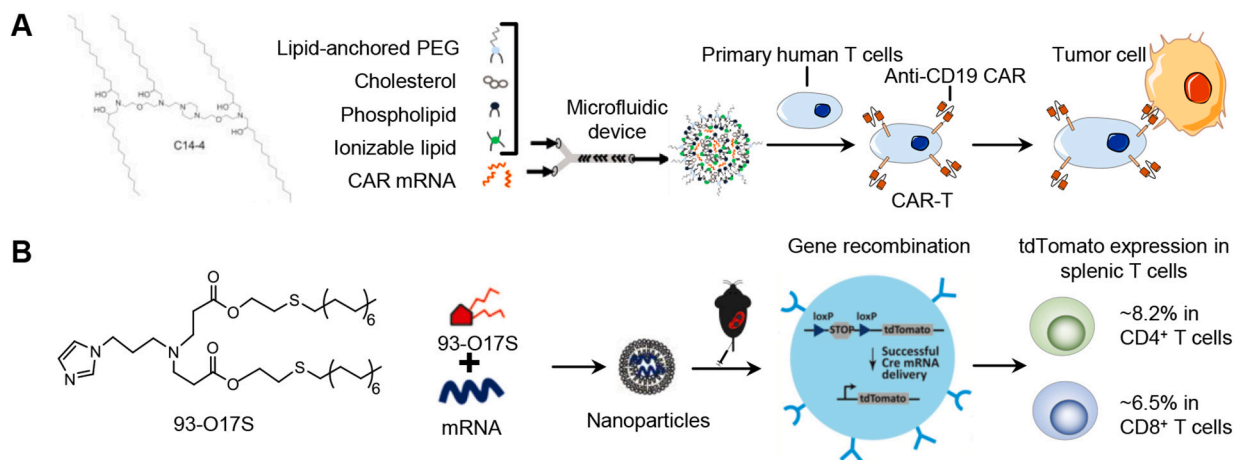 A
OH
OH
OH
HO
OH
N
O
N
N
N
O
N
C14-4
Lipid-anchored PEG
Cholesterol
Phospholipid
Ionizable lipid
CAR mRNA
Microfluidic
device
Primary human T cells
Anti-CD19 CAR
CAR-T
Tumor cell
B
O
O
S
6
N
N
N
O
O
S
6
93-O17S
93-O17S
+
mRNA
Nanoparticles
Gene recombination
loxP
loxP
STOP
tdTomato
Successful
Cre mRNA
delivery
tdTomato
tdTomato expression in
splenic T cells
~8.2% in
CD4⁺ T cells
~6.5% in
CD8⁺ T cells